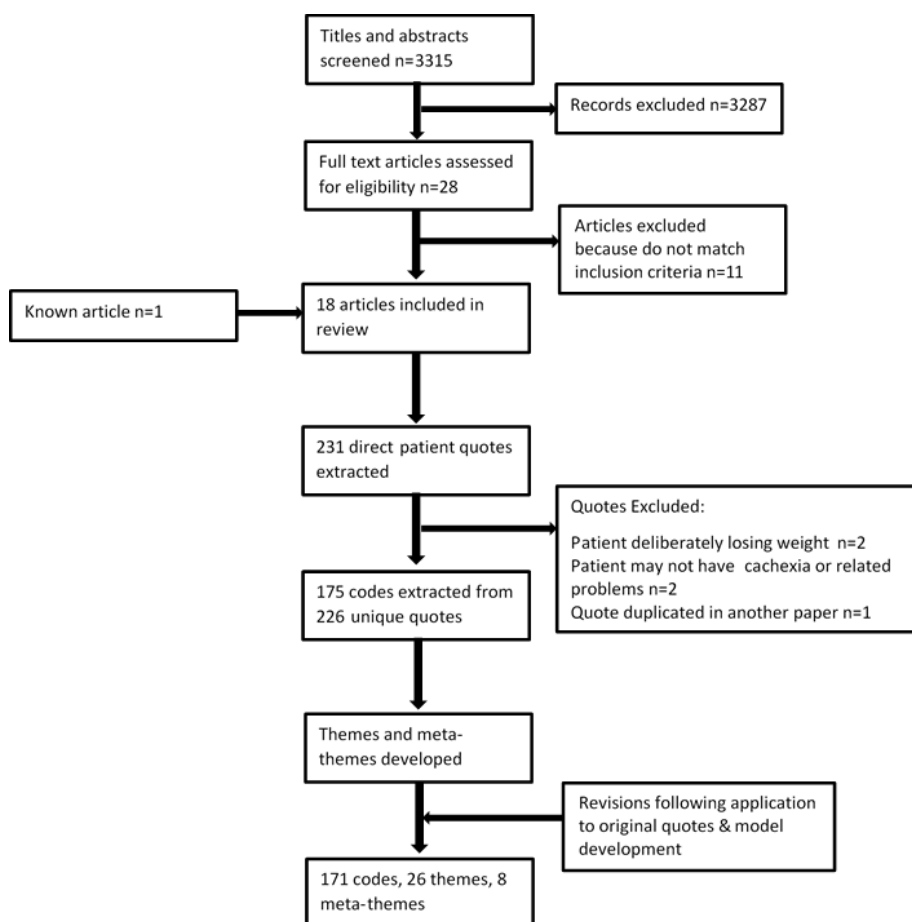 Titles and abstracts
screened n=3315
Records excluded n=3287
Full text articles assessed
for eligibility n=28
Articles excluded
because do not match
inclusion criteria n=11
Known article n=1
18 articles included in
review
231 direct patient quotes
extracted
Quotes Excluded:
Patient deliberately losing weight n=2
Patient may not have cachexia or related
problems n=2
Quote duplicated in another paper n=1
175 codes extracted from
226 unique quotes
Themes and meta-
themes developed
Revisions following application
to original quotes & model
development
171 codes, 26 themes, 8
meta-themes